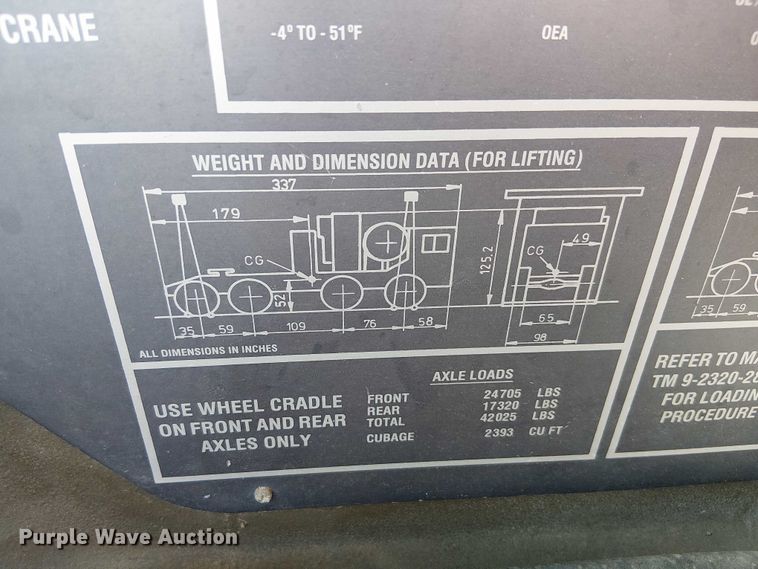 CRANE
-4° TO - 51°F OEA
WEIGHT AND DIMENSION DATA (FOR LIFTING)
337
179
CG
52
125.2
49
CG
35 59 109 76 58
65
98
35 59
ALL DIMENSIONS IN INCHES
USE WHEEL CRADLE
ON FRONT AND REAR
AXLES ONLY
AXLE LOADS
FRONT 24705 LBS
REAR 17320 LBS
TOTAL 42025 LBS
CUBAGE 2393 CU FT
REFER TO MA
TM 9-2320-28
FOR LOADIN
PROCEDURE
Purple Wave Auction